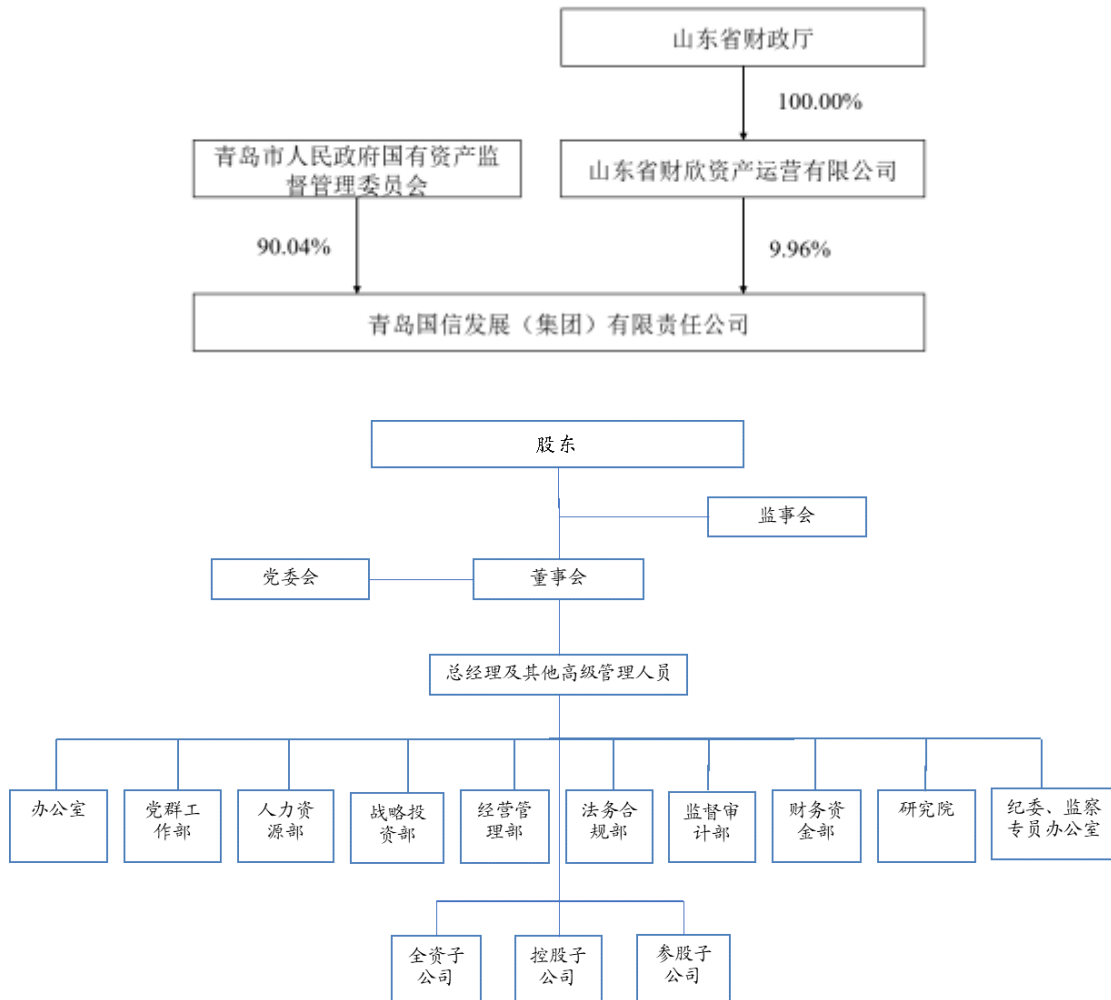 山东省财政厅
100.00%
青岛市人民政府国有资产监
督管理委员会
山东省财欣资产运营有限公司
90.04%
9.96%
青岛国信发展（集团）有限责任公司
股东
监事会
党委会
董事会
总经理及其他高级管理人员
办公室
党群工
作部
人力资
源部
战略投
资部
经营管
理部
法务合
规部
监督审
计部
财务资
金部
研究院
纪委、监察
专员办公室
全资子
公司
控股子
公司
参股子
公司